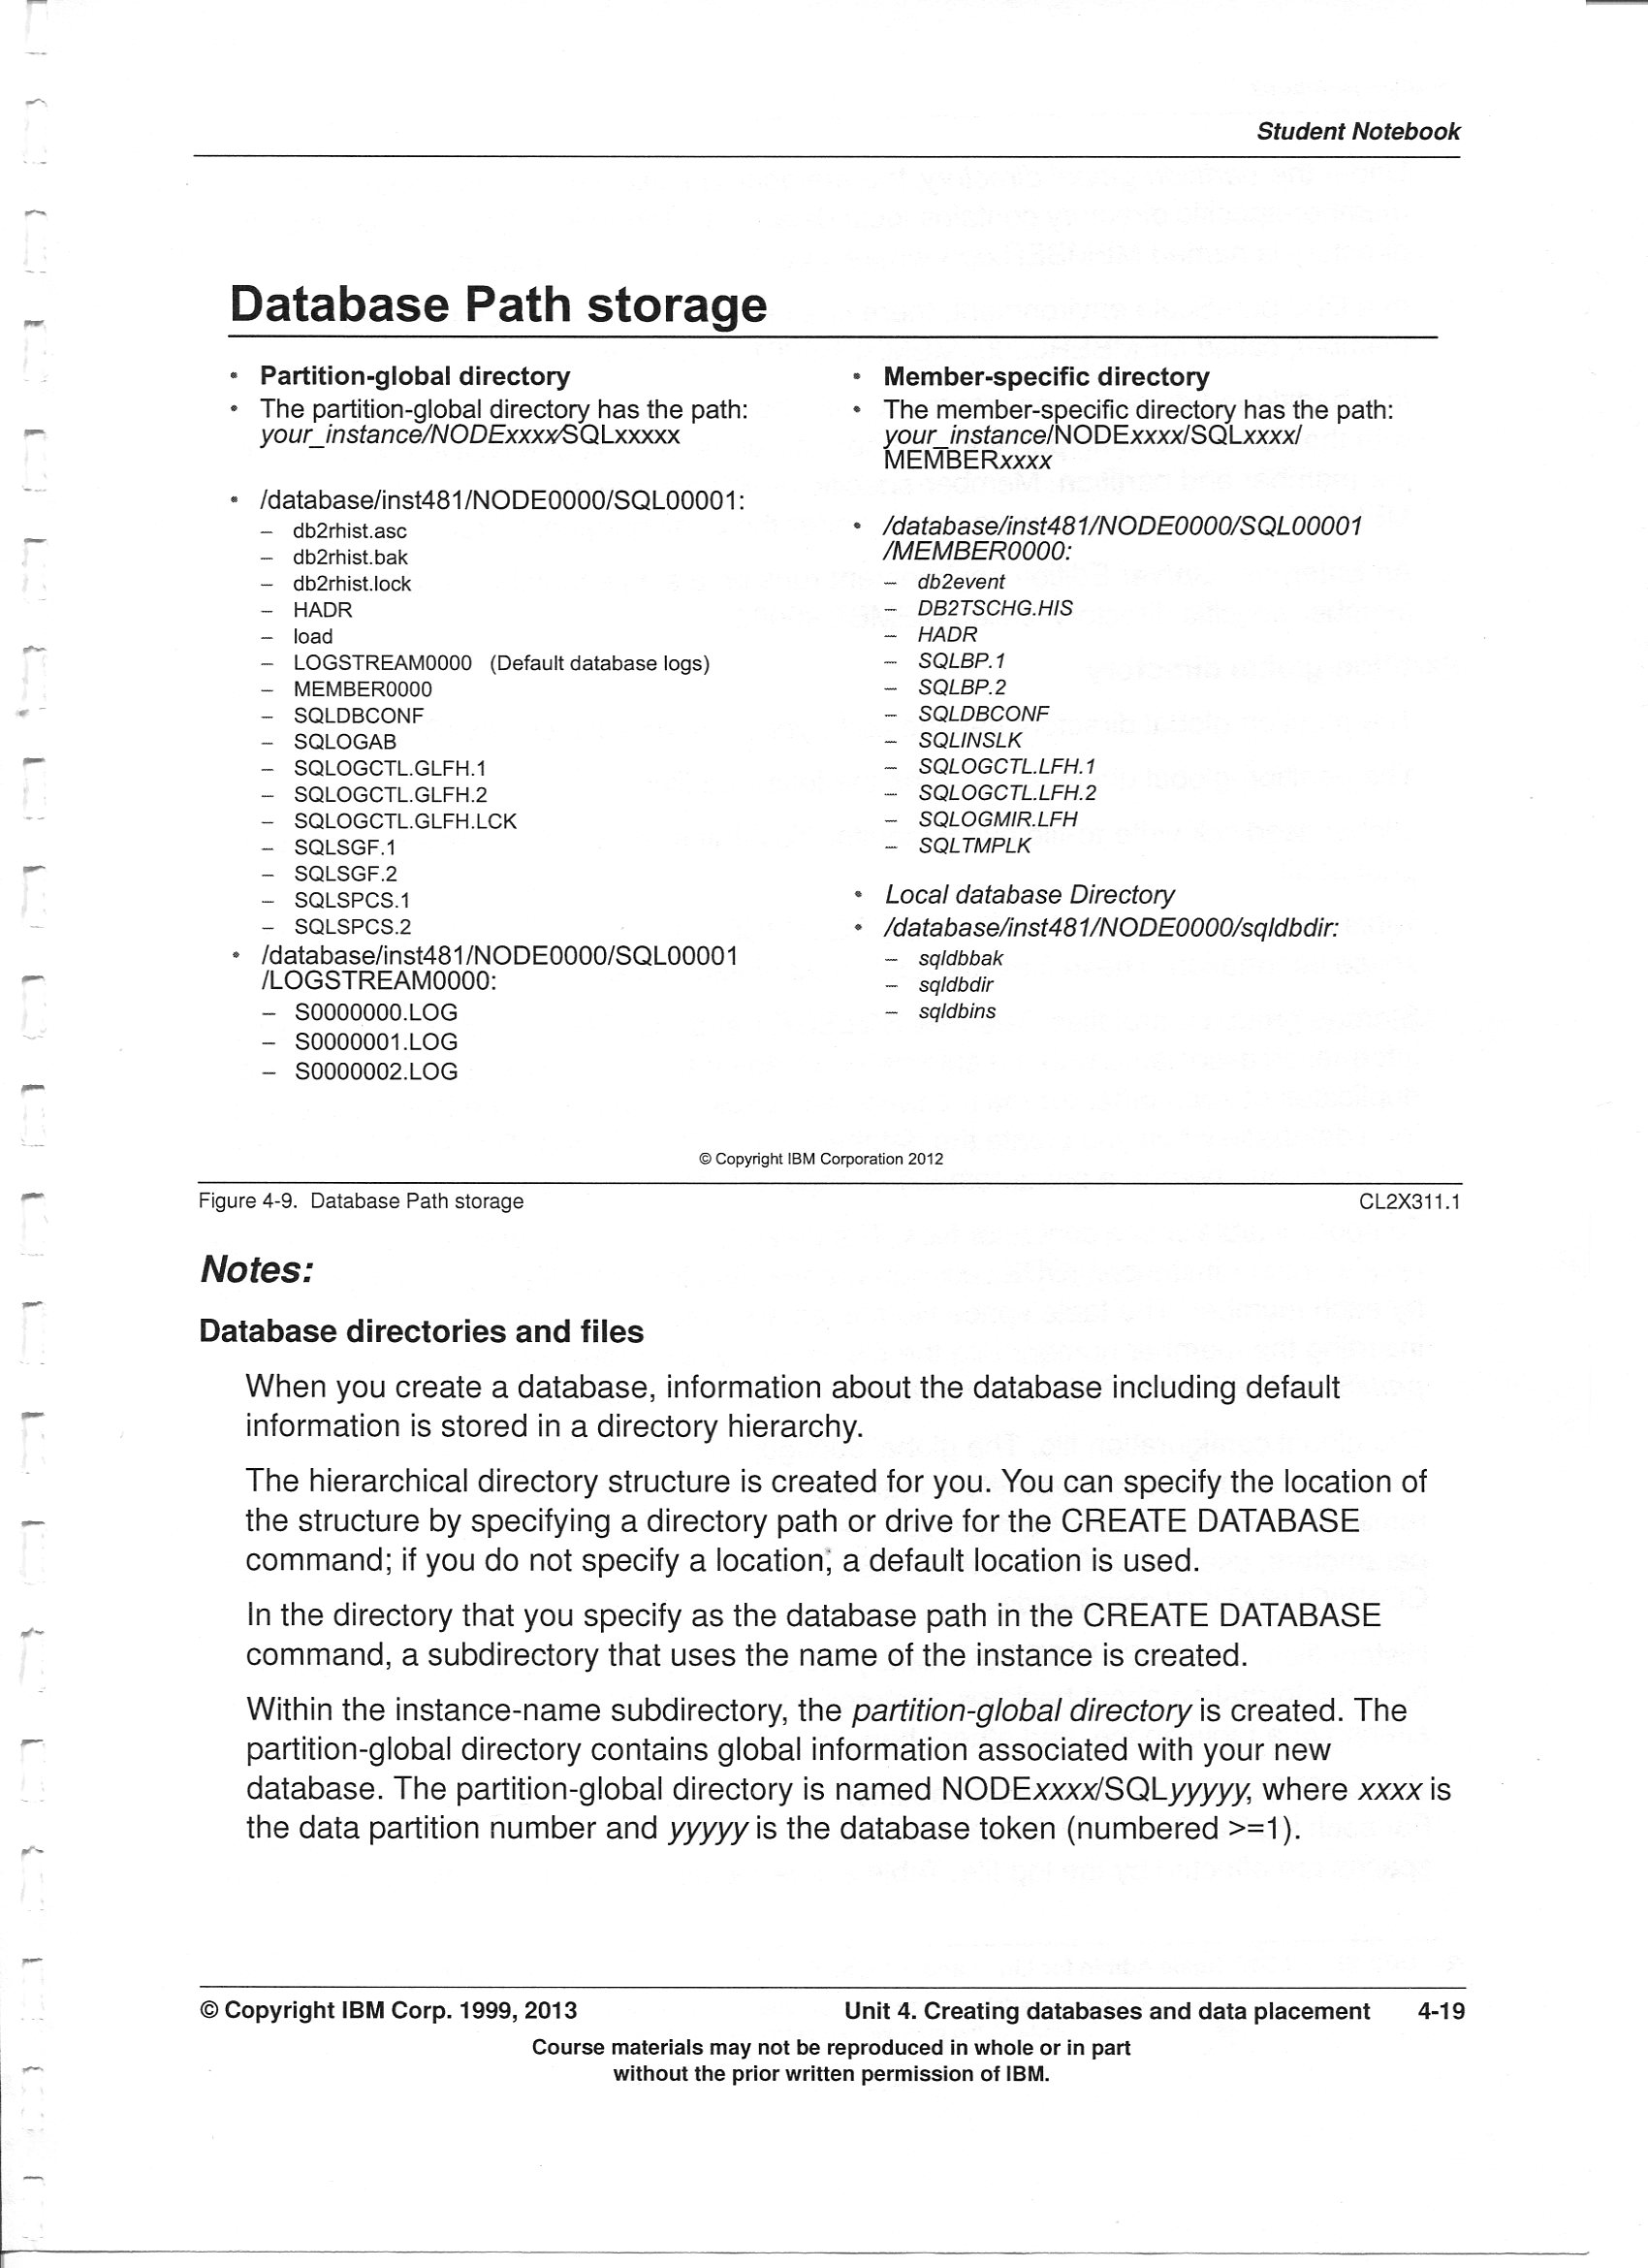 Student Notebook
Database Path storage
• Partition-global directory
• The partition-global directory has the path:
your_instance/NODExxxx/SQLxxxxx
• /database/inst481/NODE0000/SQL00001:
– db2rhist.asc
– db2rhist.bak
– db2rhist.lock
– HADR
– load
– LOGSTREAM0000 (Default database logs)
– MEMBER0000
– SQLDBCONF
– SQLOGAB
– SQLOGCTL.GLFH.1
– SQLOGCTL.GLFH.2
– SQLOGCTL.GLFH.LCK
– SQLSGF.1
– SQLSGF.2
– SQLSPCS.1
– SQLSPCS.2
• /database/inst481/NODE0000/SQL00001
/LOGSTREAM0000:
– S0000000.LOG
– S0000001.LOG
– S0000002.LOG
• Member-specific directory
• The member-specific directory has the path:
your_instance/NODExxxx/SQLxxxx/
MEMBERxxxx
• /database/inst481/NODE0000/SQL00001
/MEMBER0000:
– db2event
– DB2TSCHG.HIS
– HADR
– SQLBP.1
– SQLBP.2
– SQLDBCONF
– SQLINSLK
– SQLOGCTL.LFH.1
– SQLOGCTL.LFH.2
– SQLOGMIR.LFH
– SQLTMPLK
• Local database Directory
• /database/inst481/NODE0000/sqldbdir:
– sqldbbak
– sqldbdir
– sqldbins
© Copyright IBM Corporation 2012
Figure 4-9. Database Path storage CL2X311.1
Notes:
Database directories and files
When you create a database, information about the database including default
information is stored in a directory hierarchy.
The hierarchical directory structure is created for you. You can specify the location of
the structure by specifying a directory path or drive for the CREATE DATABASE
command; if you do not specify a location, a default location is used.
In the directory that you specify as the database path in the CREATE DATABASE
command, a subdirectory that uses the name of the instance is created.
Within the instance-name subdirectory, the partition-global directory is created. The
partition-global directory contains global information associated with your new
database. The partition-global directory is named NODExxxx/SQLyyyyy, where xxxx is
the data partition number and yyyyy is the database token (numbered >=1).
© Copyright IBM Corp. 1999, 2013 Unit 4. Creating databases and data placement 4-19
Course materials may not be reproduced in whole or in part
without the prior written permission of IBM.